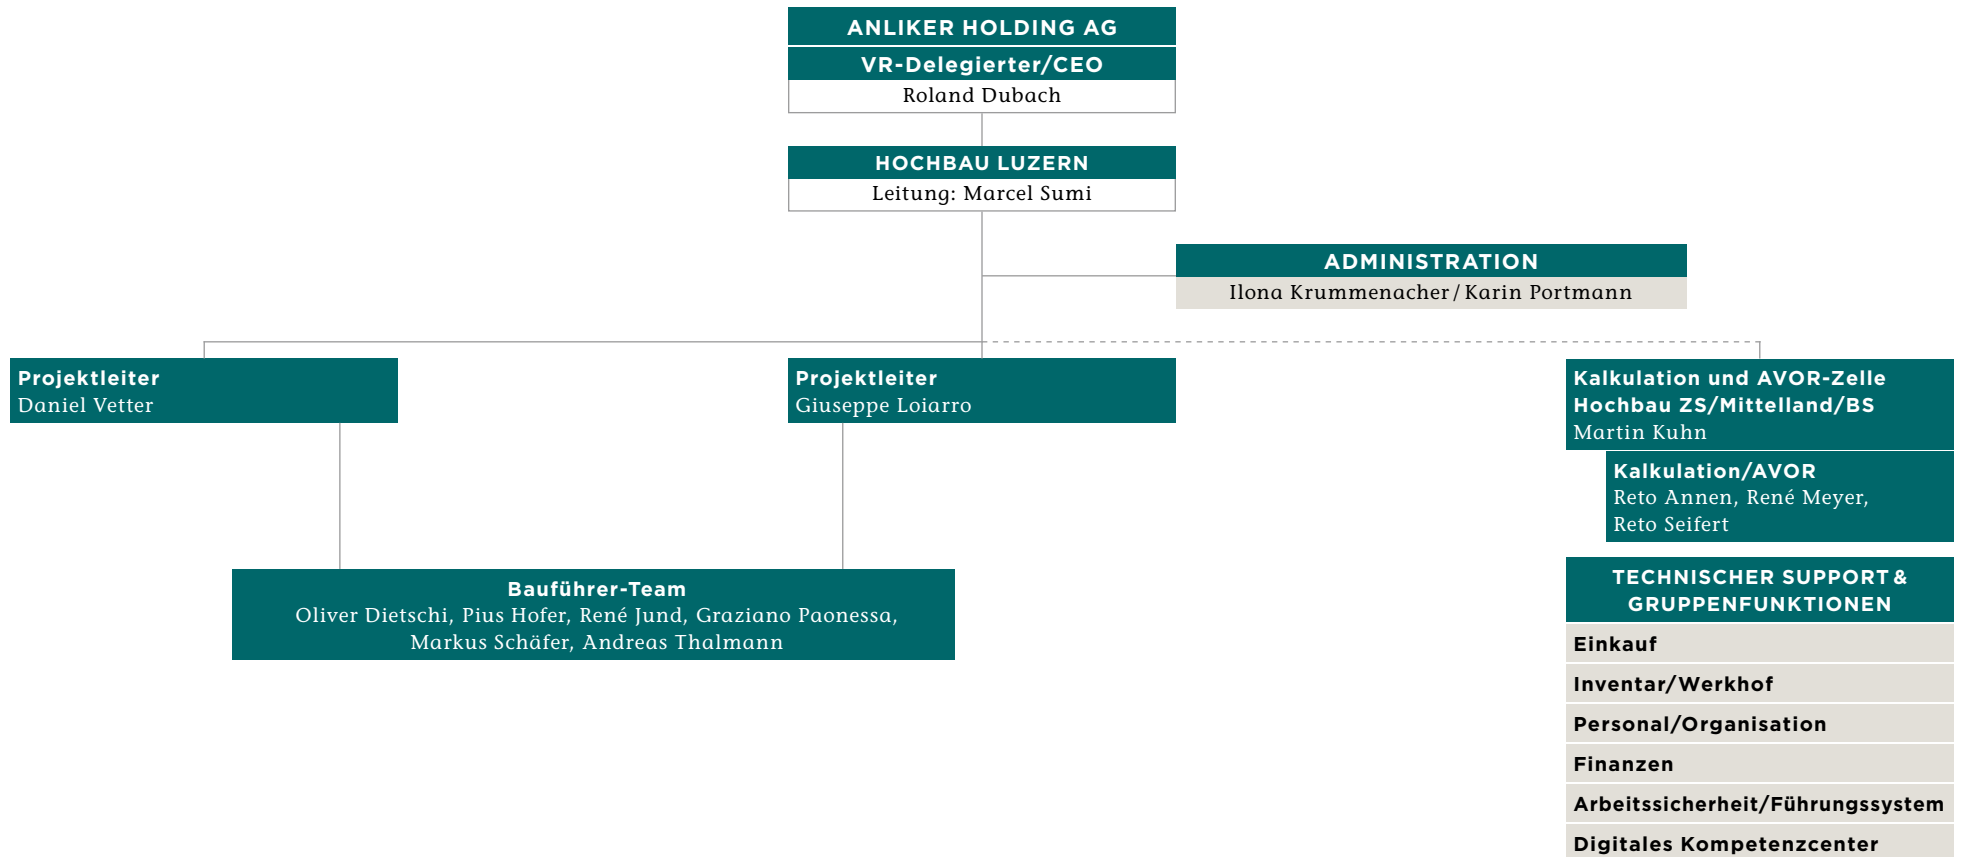 ANLIKER HOLDING AG
VR-Delegierter/CEO
Roland Dubach
HOCHBAU LUZERN
Leitung: Marcel Sumi
ADMINISTRATION
Ilona Krummenacher / Karin Portmann
Projektleiter
Daniel Vetter
Projektleiter
Giuseppe Loiarro
Kalkulation und AVOR-Zelle
Hochbau ZS/Mittelland/BS
Martin Kuhn
Kalkulation/AVOR
Reto Annen, René Meyer,
Reto Seifert
Bauführer-Team
Oliver Dietschi, Pius Hofer, René Jund, Graziano Paonessa,
Markus Schäfer, Andreas Thalmann
TECHNISCHER SUPPORT &
GRUPPENFUNKTIONEN
Einkauf
Inventar/Werkhof
Personal/Organisation
Finanzen
Arbeitssicherheit/Führungssystem
Digitales Kompetenzcenter